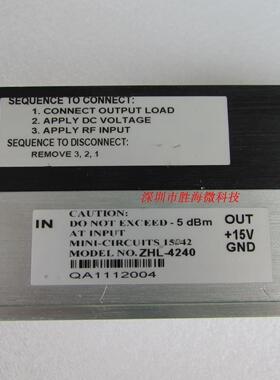 SEQUENCE TO CONNECT:
1. CONNECT OUTPUT LOAD
2. APPLY DC VOLTAGE
3. APPLY RF INPUT
SEQUENCE TO DISCONNECT:
REMOVE 3, 2, 1
深圳市胜海微科技
CAUTION:
IN DO NOT EXCEED - 5 dBm OUT
AT INPUT +15V
MINI-CIRCUITS 15542 GND
MODEL NO.ZHL-4240
QA1112004